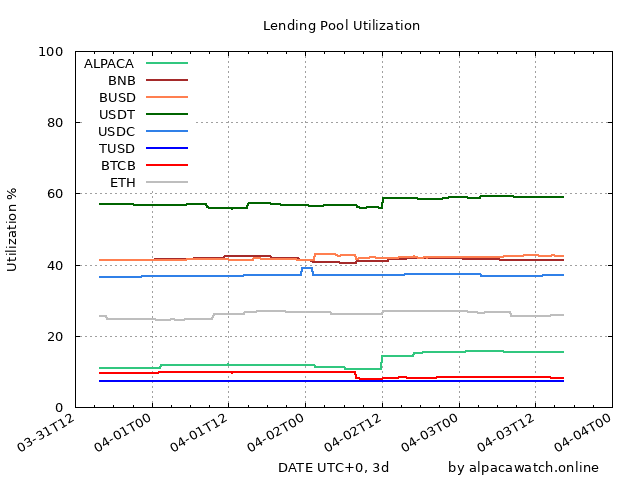 Lending Pool Utilization
100
80
60
40
20
0
Utilization %
ALPACA
BNB
BUSD
USDT
USDC
TUSD
BTCB
ETH
03-31T12
04-01T00
04-01T12
04-02T00
04-02T12
04-03T00
04-03T12
04-04T00
DATE UTC+0, 3d
by alpacawatch.online